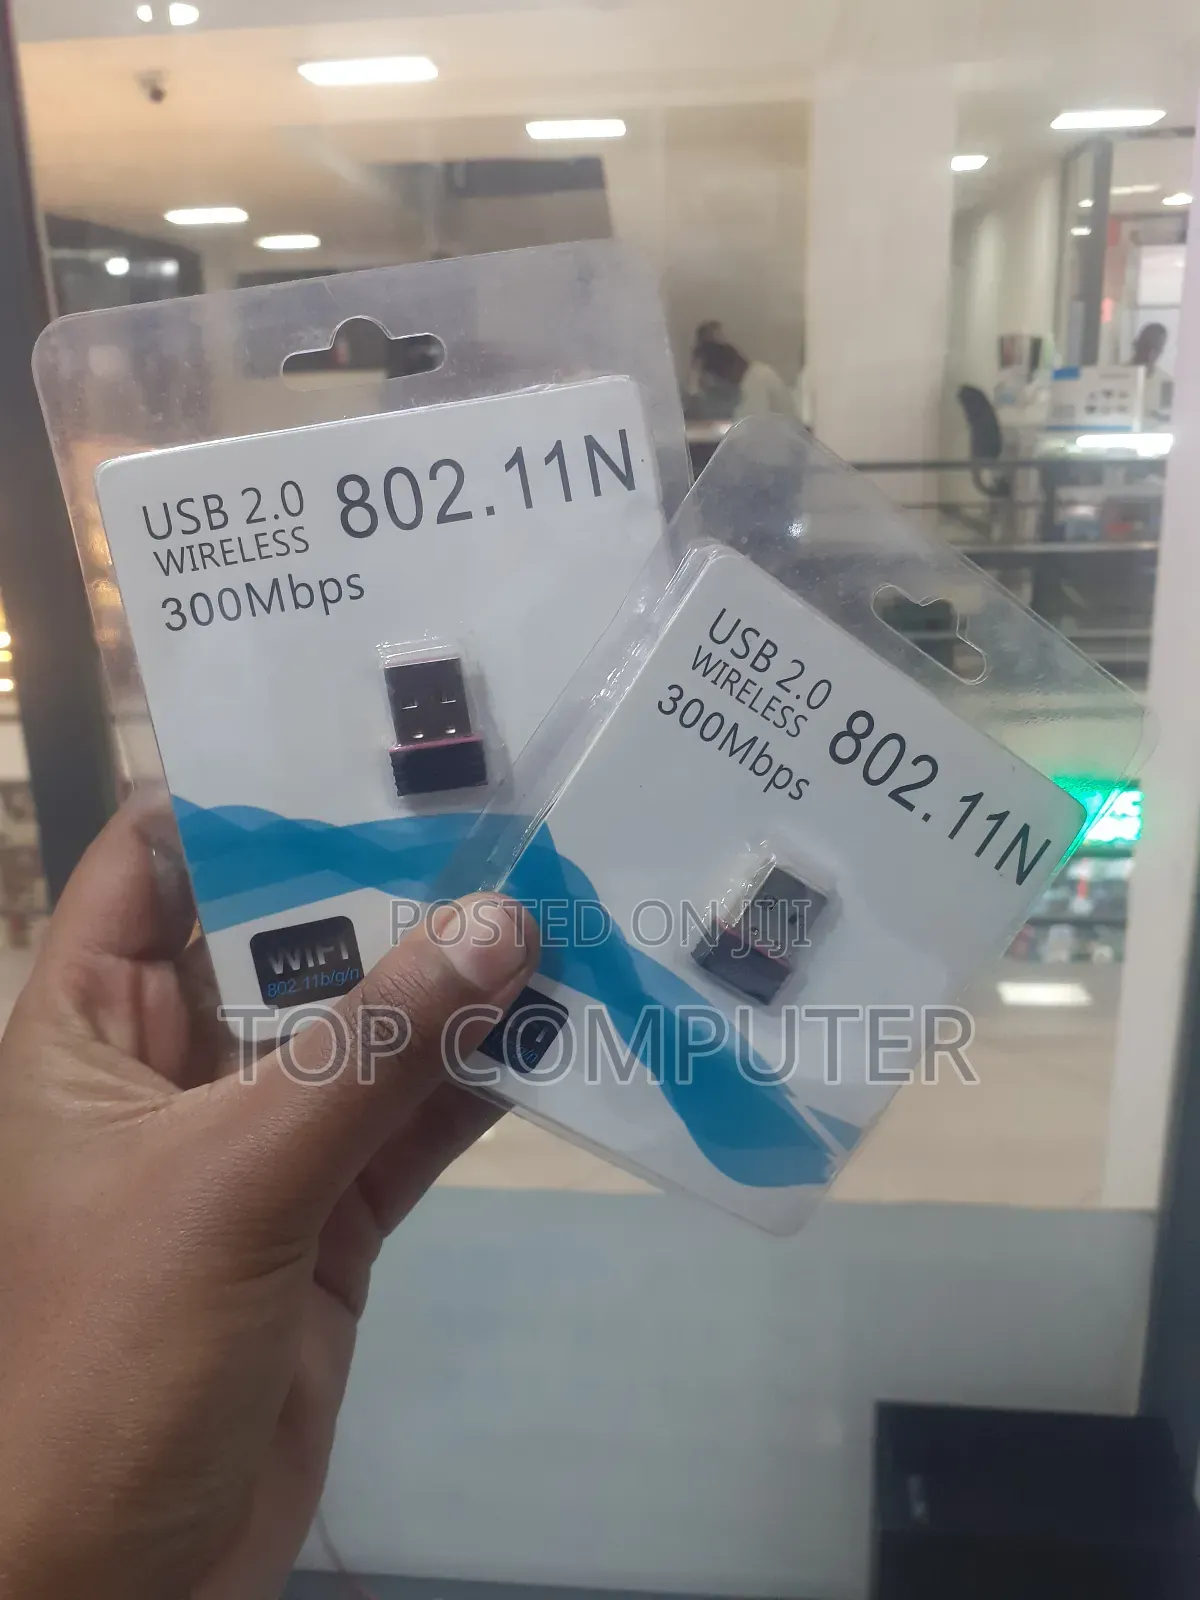 USB 2.0
WIRELESS
802.11N
300Mbps
WIFI
802.11b/g/n
USB 2.0
WIRELESS
802.11N
300Mbps
POSTED ON JIJI
TOP COMPUTER